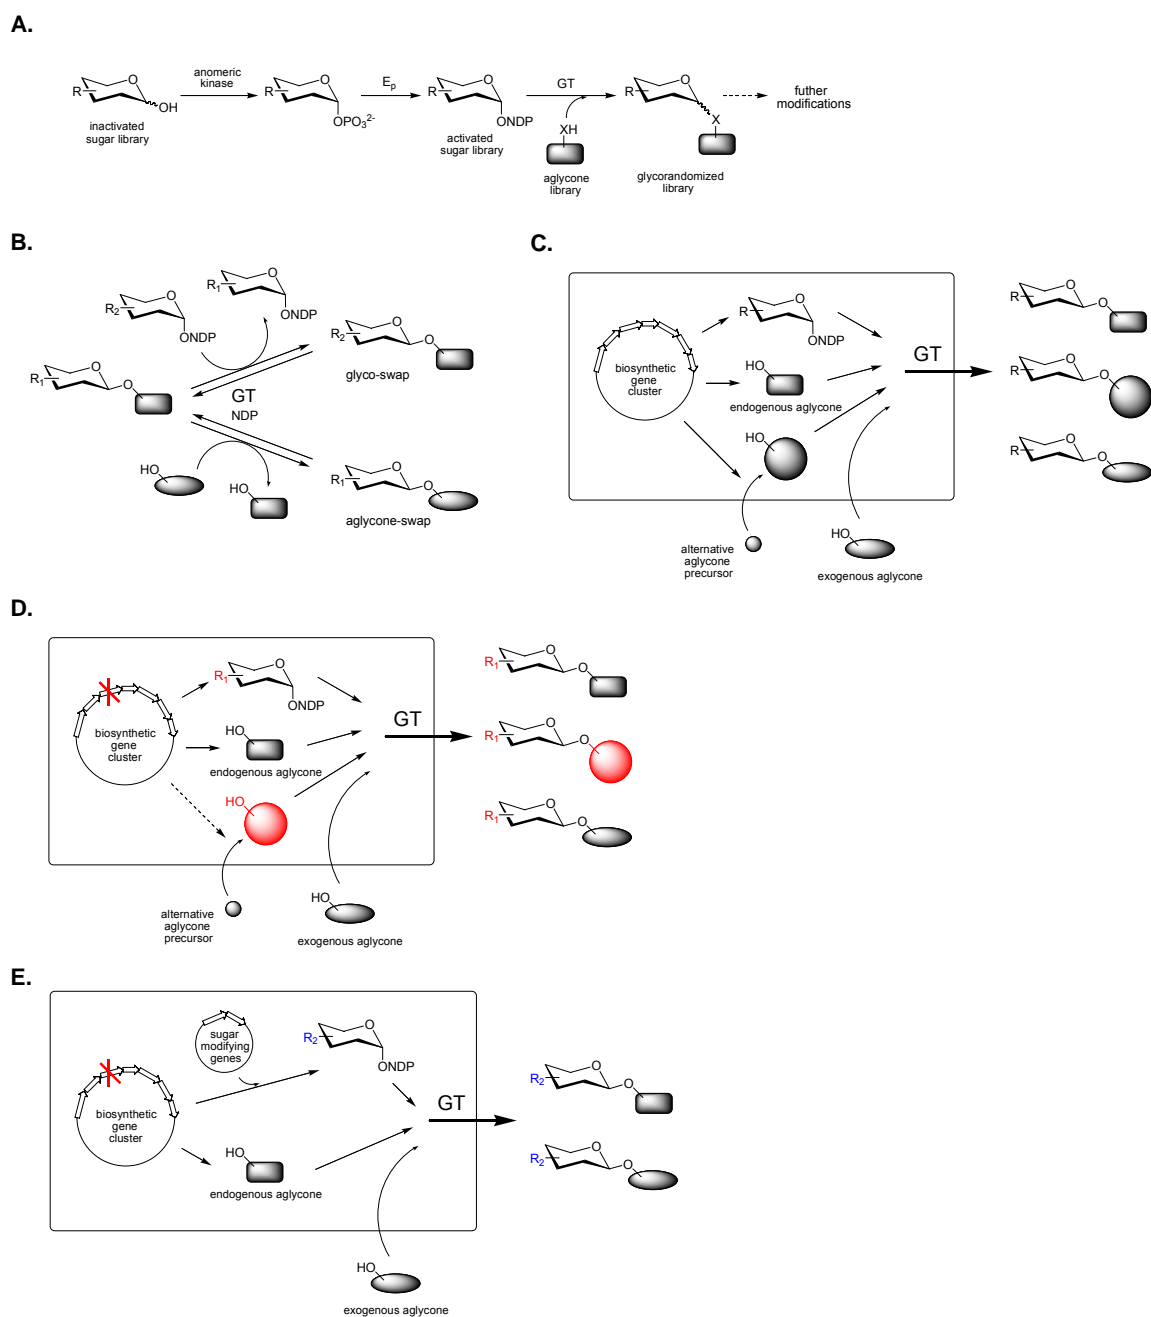 A.
R
OH
inactivated
sugar library
anomeric
kinase
R
OPO₃²⁻
Eₚ
R
ONDP
activated
sugar library
GT
XH
aglycone
library
R
X
glycorandomized
library
futher
modifications
B.
R₂
ONDP
R₁
ONDP
R₁
O
O
GT
NDP
R₂
O
O
glyco-swap
HO
HO
R₁
O
O
aglycone-swap
C.
biosynthetic
gene
cluster
R
O
ONDP
HO
endogenous aglycone
HO
alternative
aglycone
precursor
HO
exogenous aglycone
GT
R
O
O
R
O
O
R
O
O
D.
biosynthetic
gene
cluster
R₁
O
ONDP
HO
endogenous aglycone
HO
alternative
aglycone
precursor
HO
exogenous aglycone
GT
R₁
O
O
R₁
O
O
R₁
O
O
E.
sugar
modifying
genes
biosynthetic
gene
cluster
R₂
O
ONDP
HO
endogenous aglycone
HO
exogenous aglycone
GT
R₂
O
O
R₂
O
O